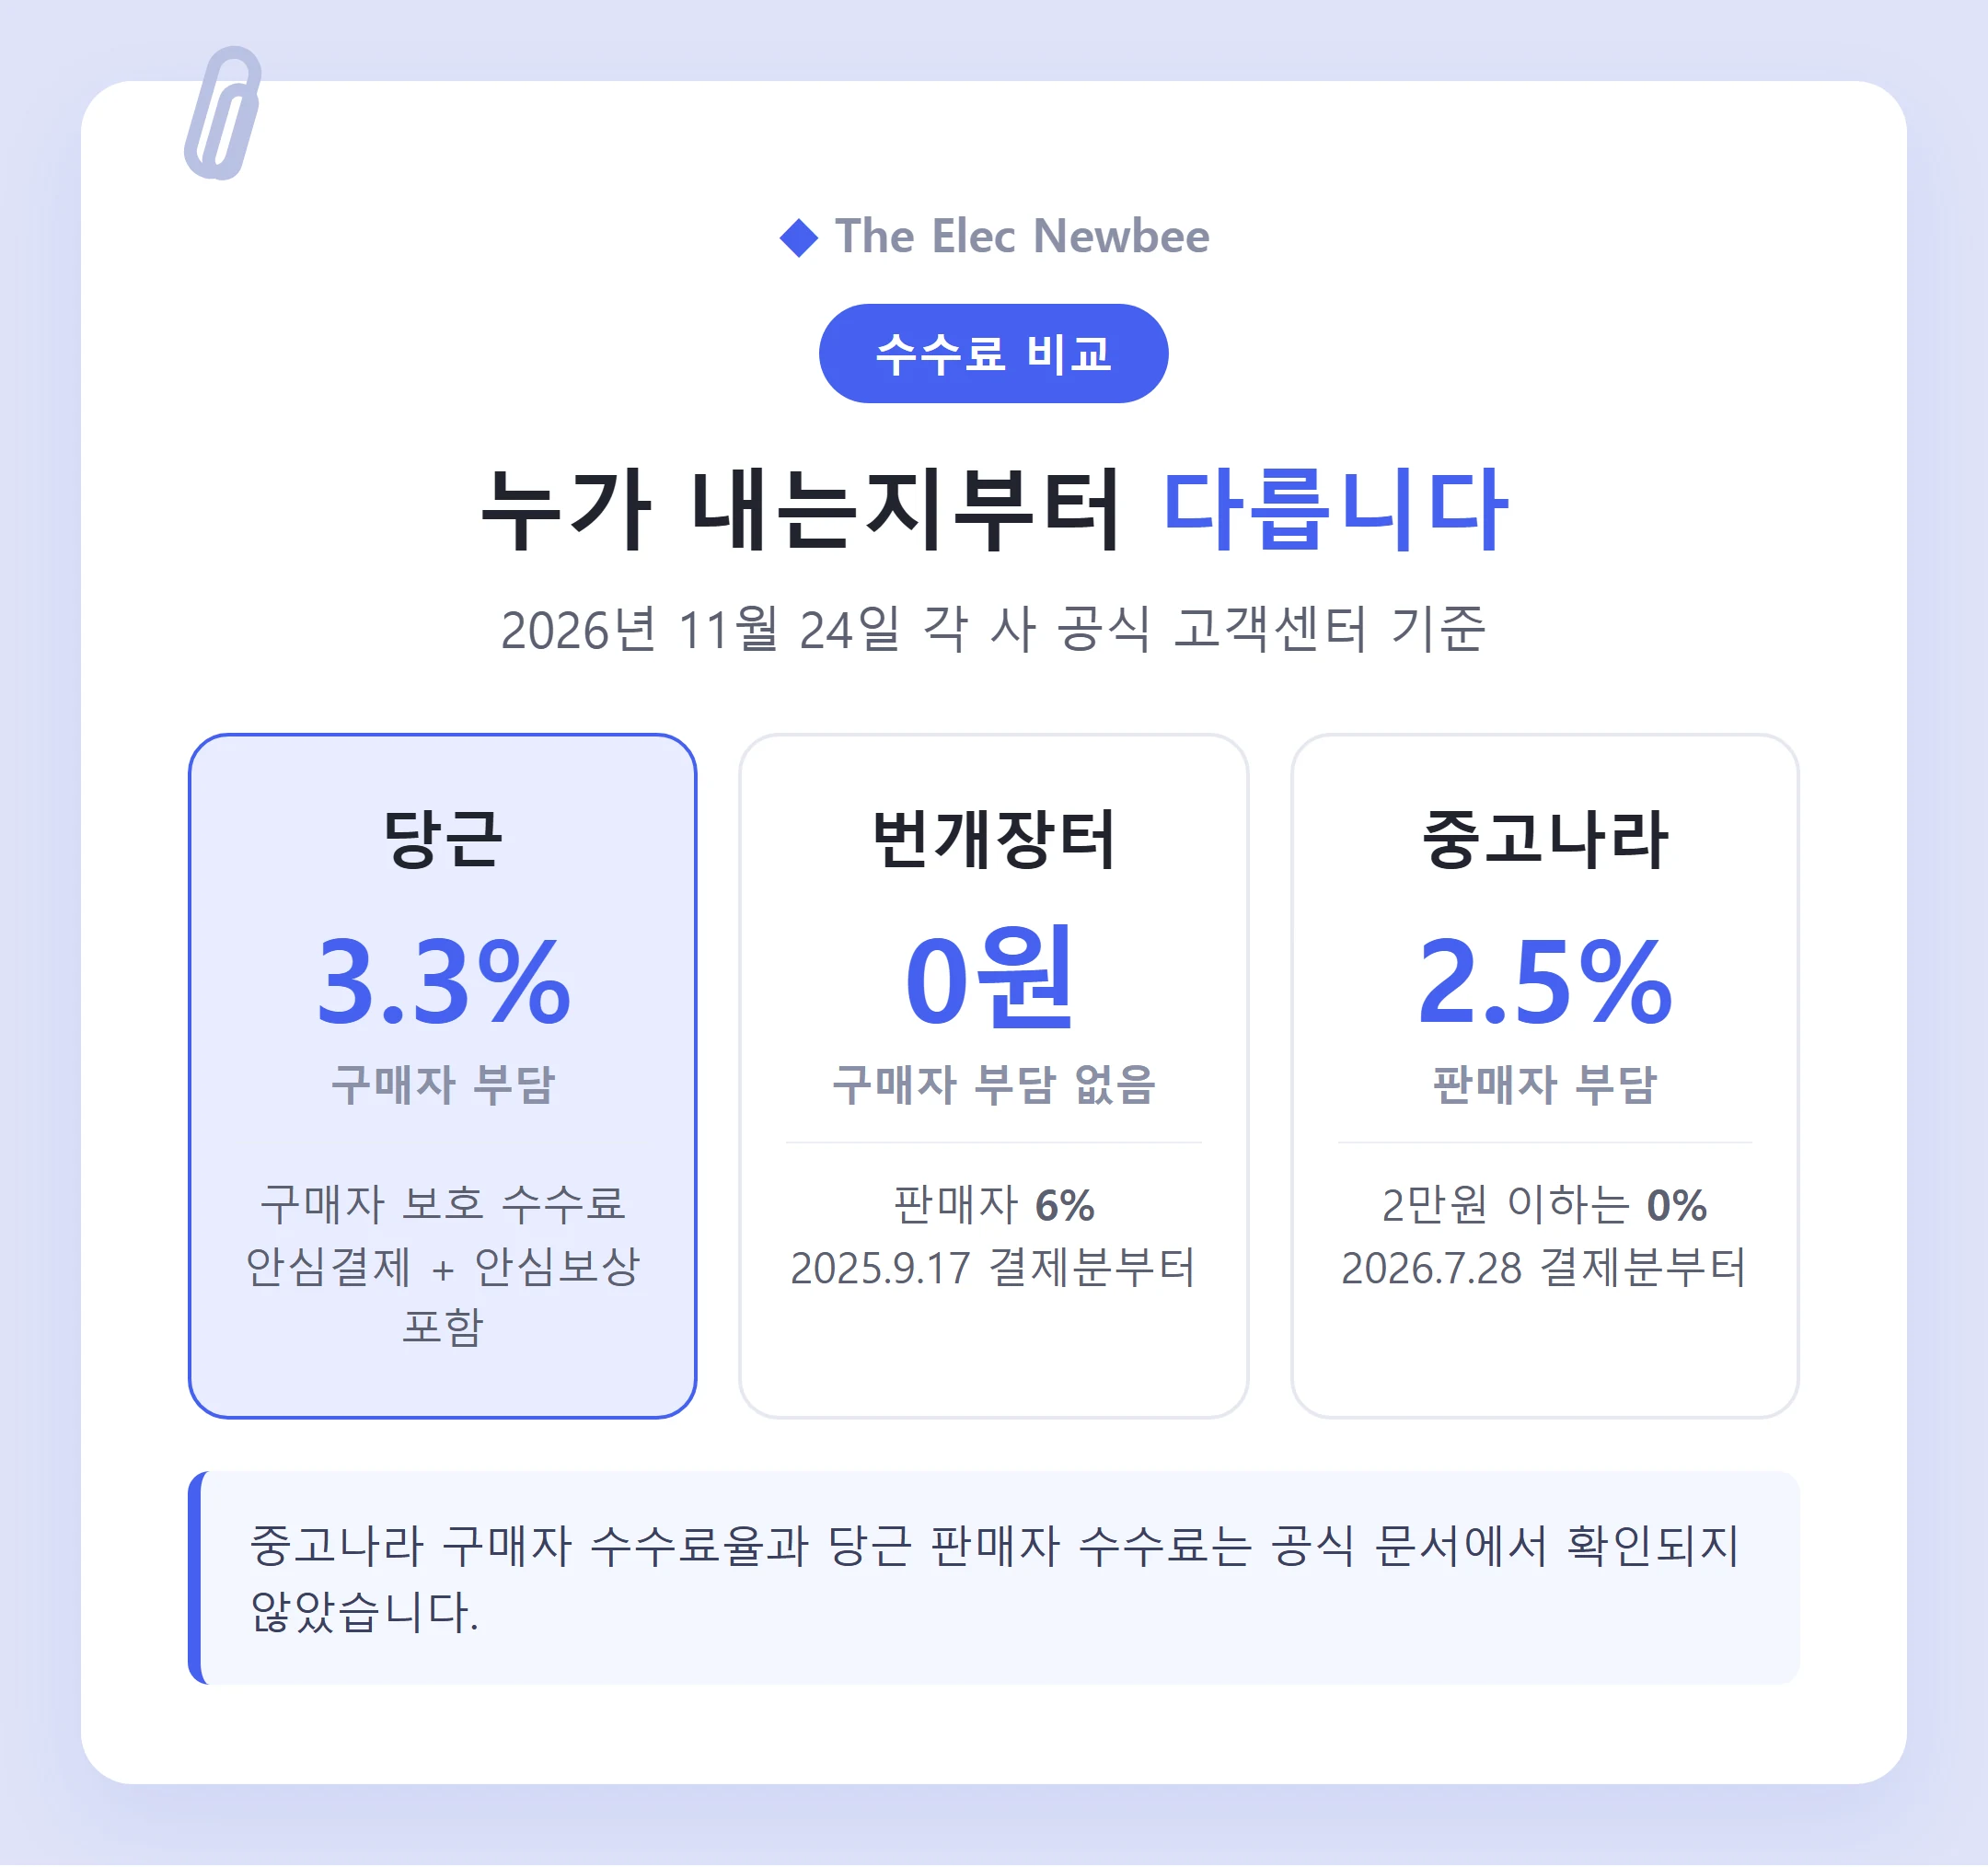 The Elec Newbee
수수료 비교
누가 내는지부터 다릅니다
2026년 11월 24일 각 사 공식 고객센터 기준
당근
3.3%
구매자 부담
구매자 보호 수수료
안심결제 + 안심보상
포함
번개장터
0원
구매자 부담 없음
판매자 6%
2025.9.17 결제분부터
중고나라
2.5%
판매자 부담
2만원 이하는 0%
2026.7.28 결제분부터
중고나라 구매자 수수료율과 당근 판매자 수수료는 공식 문서에서 확인되지
않았습니다.